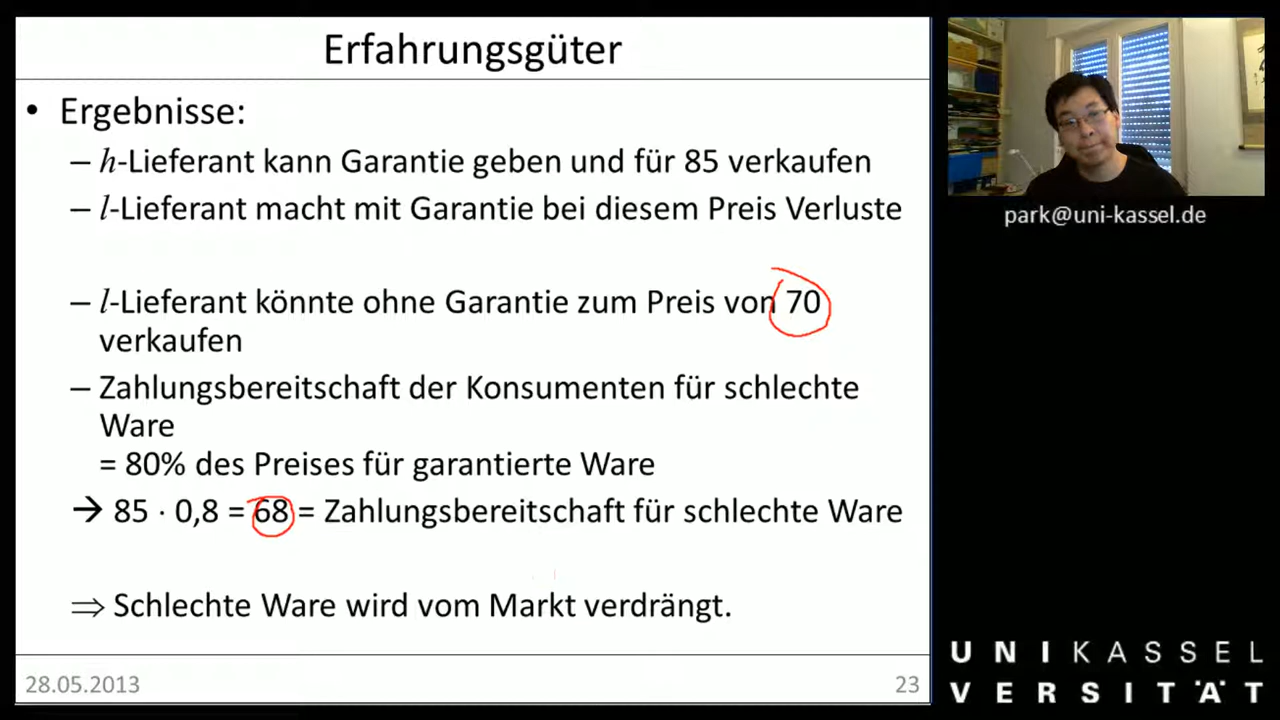 Erfahrungsgüter
• Ergebnisse:
– h-Lieferant kann Garantie geben und für 85 verkaufen
– l-Lieferant macht mit Garantie bei diesem Preis Verluste
– l-Lieferant könnte ohne Garantie zum Preis von 70
verkaufen
– Zahlungsbereitschaft der Konsumenten für schlechte
Ware
= 80% des Preises für garantierte Ware
→ 85 · 0,8 = 68 = Zahlungsbereitschaft für schlechte Ware
⇒ Schlechte Ware wird vom Markt verdrängt.
28.05.2013
23
park@uni-kassel.de
UNIKASSEL
VERSITÄT